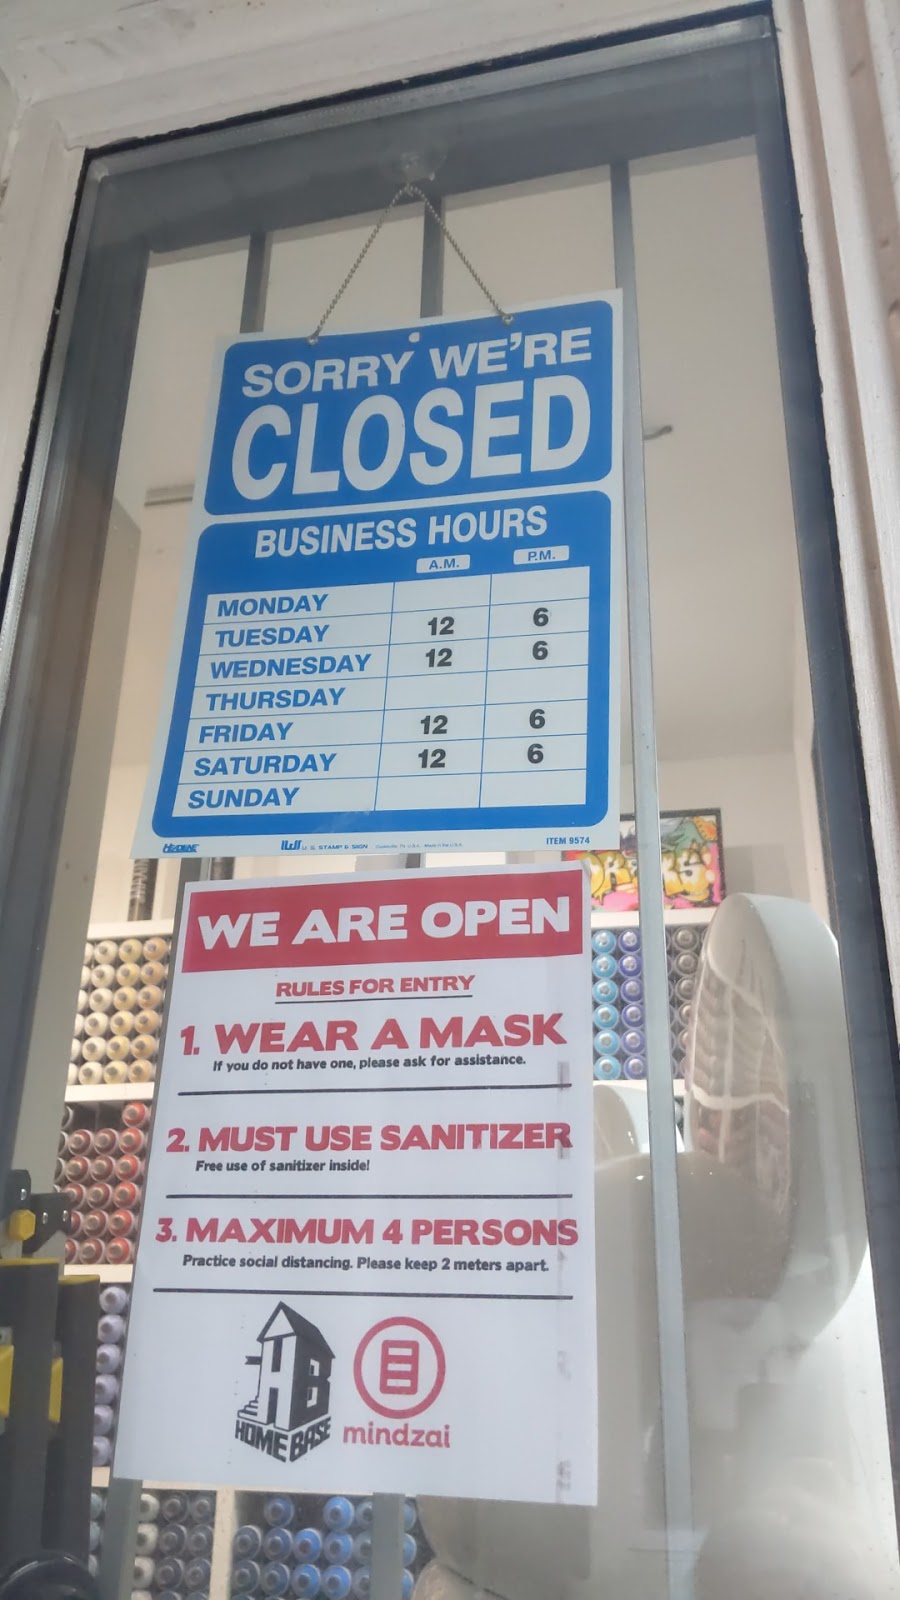 SORRY WE'RE
CLOSED
BUSINESS HOURS
A.M. P.M.
MONDAY
TUESDAY 12 6
WEDNESDAY 12 6
THURSDAY
FRIDAY 12 6
SATURDAY 12 6
SUNDAY
U.S. STAMP & SIGN ITEM 9574
WE ARE OPEN
RULES FOR ENTRY
1. WEAR A MASK
If you do not have one, please ask for assistance.
2. MUST USE SANITIZER
Free use of sanitizer inside!
3. MAXIMUM 4 PERSONS
Practice social distancing. Please keep 2 meters apart.
HB
HOME BASE
mindzai